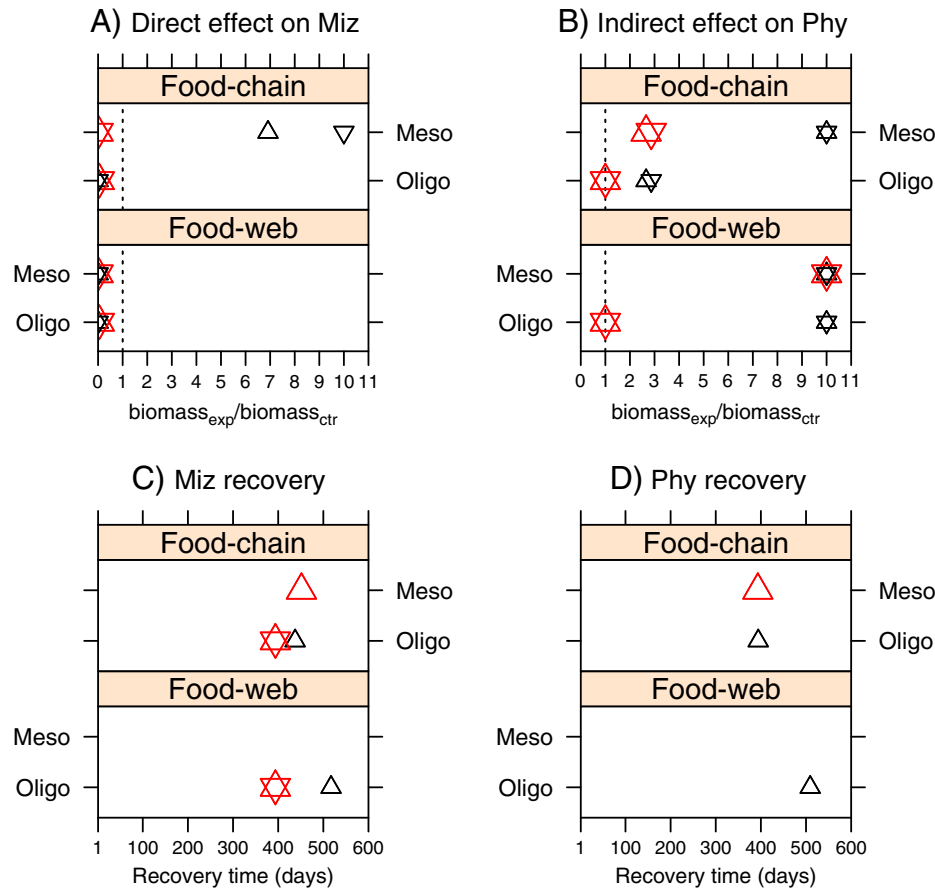 A) Direct effect on Miz
Food-chain
Meso
Oligo
Food-web
Meso
Oligo
0 1 2 3 4 5 6 7 8 9 10 11
biomass_exp/biomass_ctr
B) Indirect effect on Phy
Food-chain
Meso
Oligo
Food-web
Meso
Oligo
0 1 2 3 4 5 6 7 8 9 10 11
biomass_exp/biomass_ctr
C) Miz recovery
Food-chain
Meso
Oligo
Food-web
Meso
Oligo
1 100 200 300 400 500 600
Recovery time (days)
D) Phy recovery
Food-chain
Meso
Oligo
Food-web
Meso
Oligo
1 100 200 300 400 500 600
Recovery time (days)